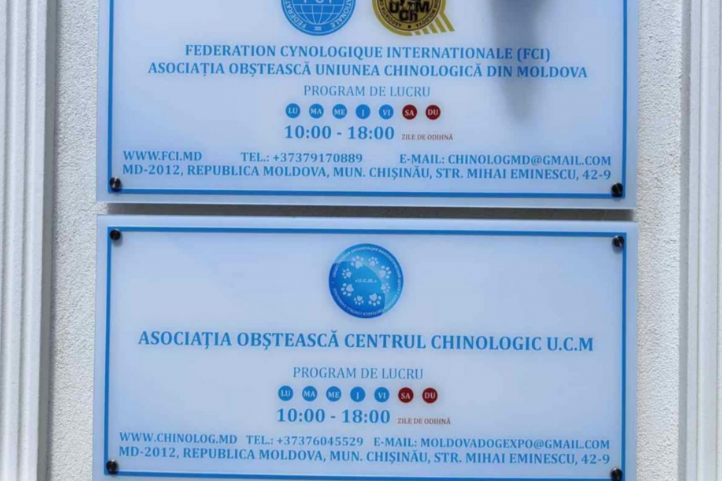 U.C.M
Ch
FEDERATION CYNOLOGIQUE INTERNATIONALE (FCI)
ASOCIAȚIA OBȘTEASCĂ UNIUNEA CHINOLOGICĂ DIN MOLDOVA
PROGRAM DE LUCRU
LU MA ME J VI SA DU
10:00 - 18:00 ZILE DE ODIHNĂ
WWW.FCI.MD TEL.: +37379170889 E-MAIL: CHINOLOGMD@GMAIL.COM
MD-2012, REPUBLICA MOLDOVA, MUN. CHIȘINĂU, STR. MIHAI EMINESCU, 42-9
U.C.M.
ASOCIAȚIA OBȘTEASCĂ CENTRUL CHINOLOGIC U.C.M
PROGRAM DE LUCRU
LU MA ME J VI SA DU
10:00 - 18:00 ZILE DE ODIHNĂ
WWW.CHINOLOG.MD TEL.: +37376045529 E-MAIL: MOLDOVADOGEXPO@GMAIL.COM
MD-2012, REPUBLICA MOLDOVA, MUN. CHIȘINĂU, STR. MIHAI EMINESCU, 42-9